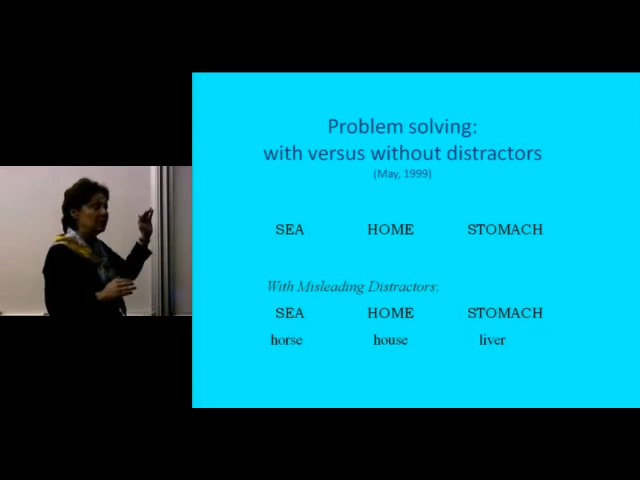 Problem solving:
with versus without distractors
(May, 1999)
SEA HOME STOMACH
With Misleading Distractors:
SEA HOME STOMACH
horse house liver